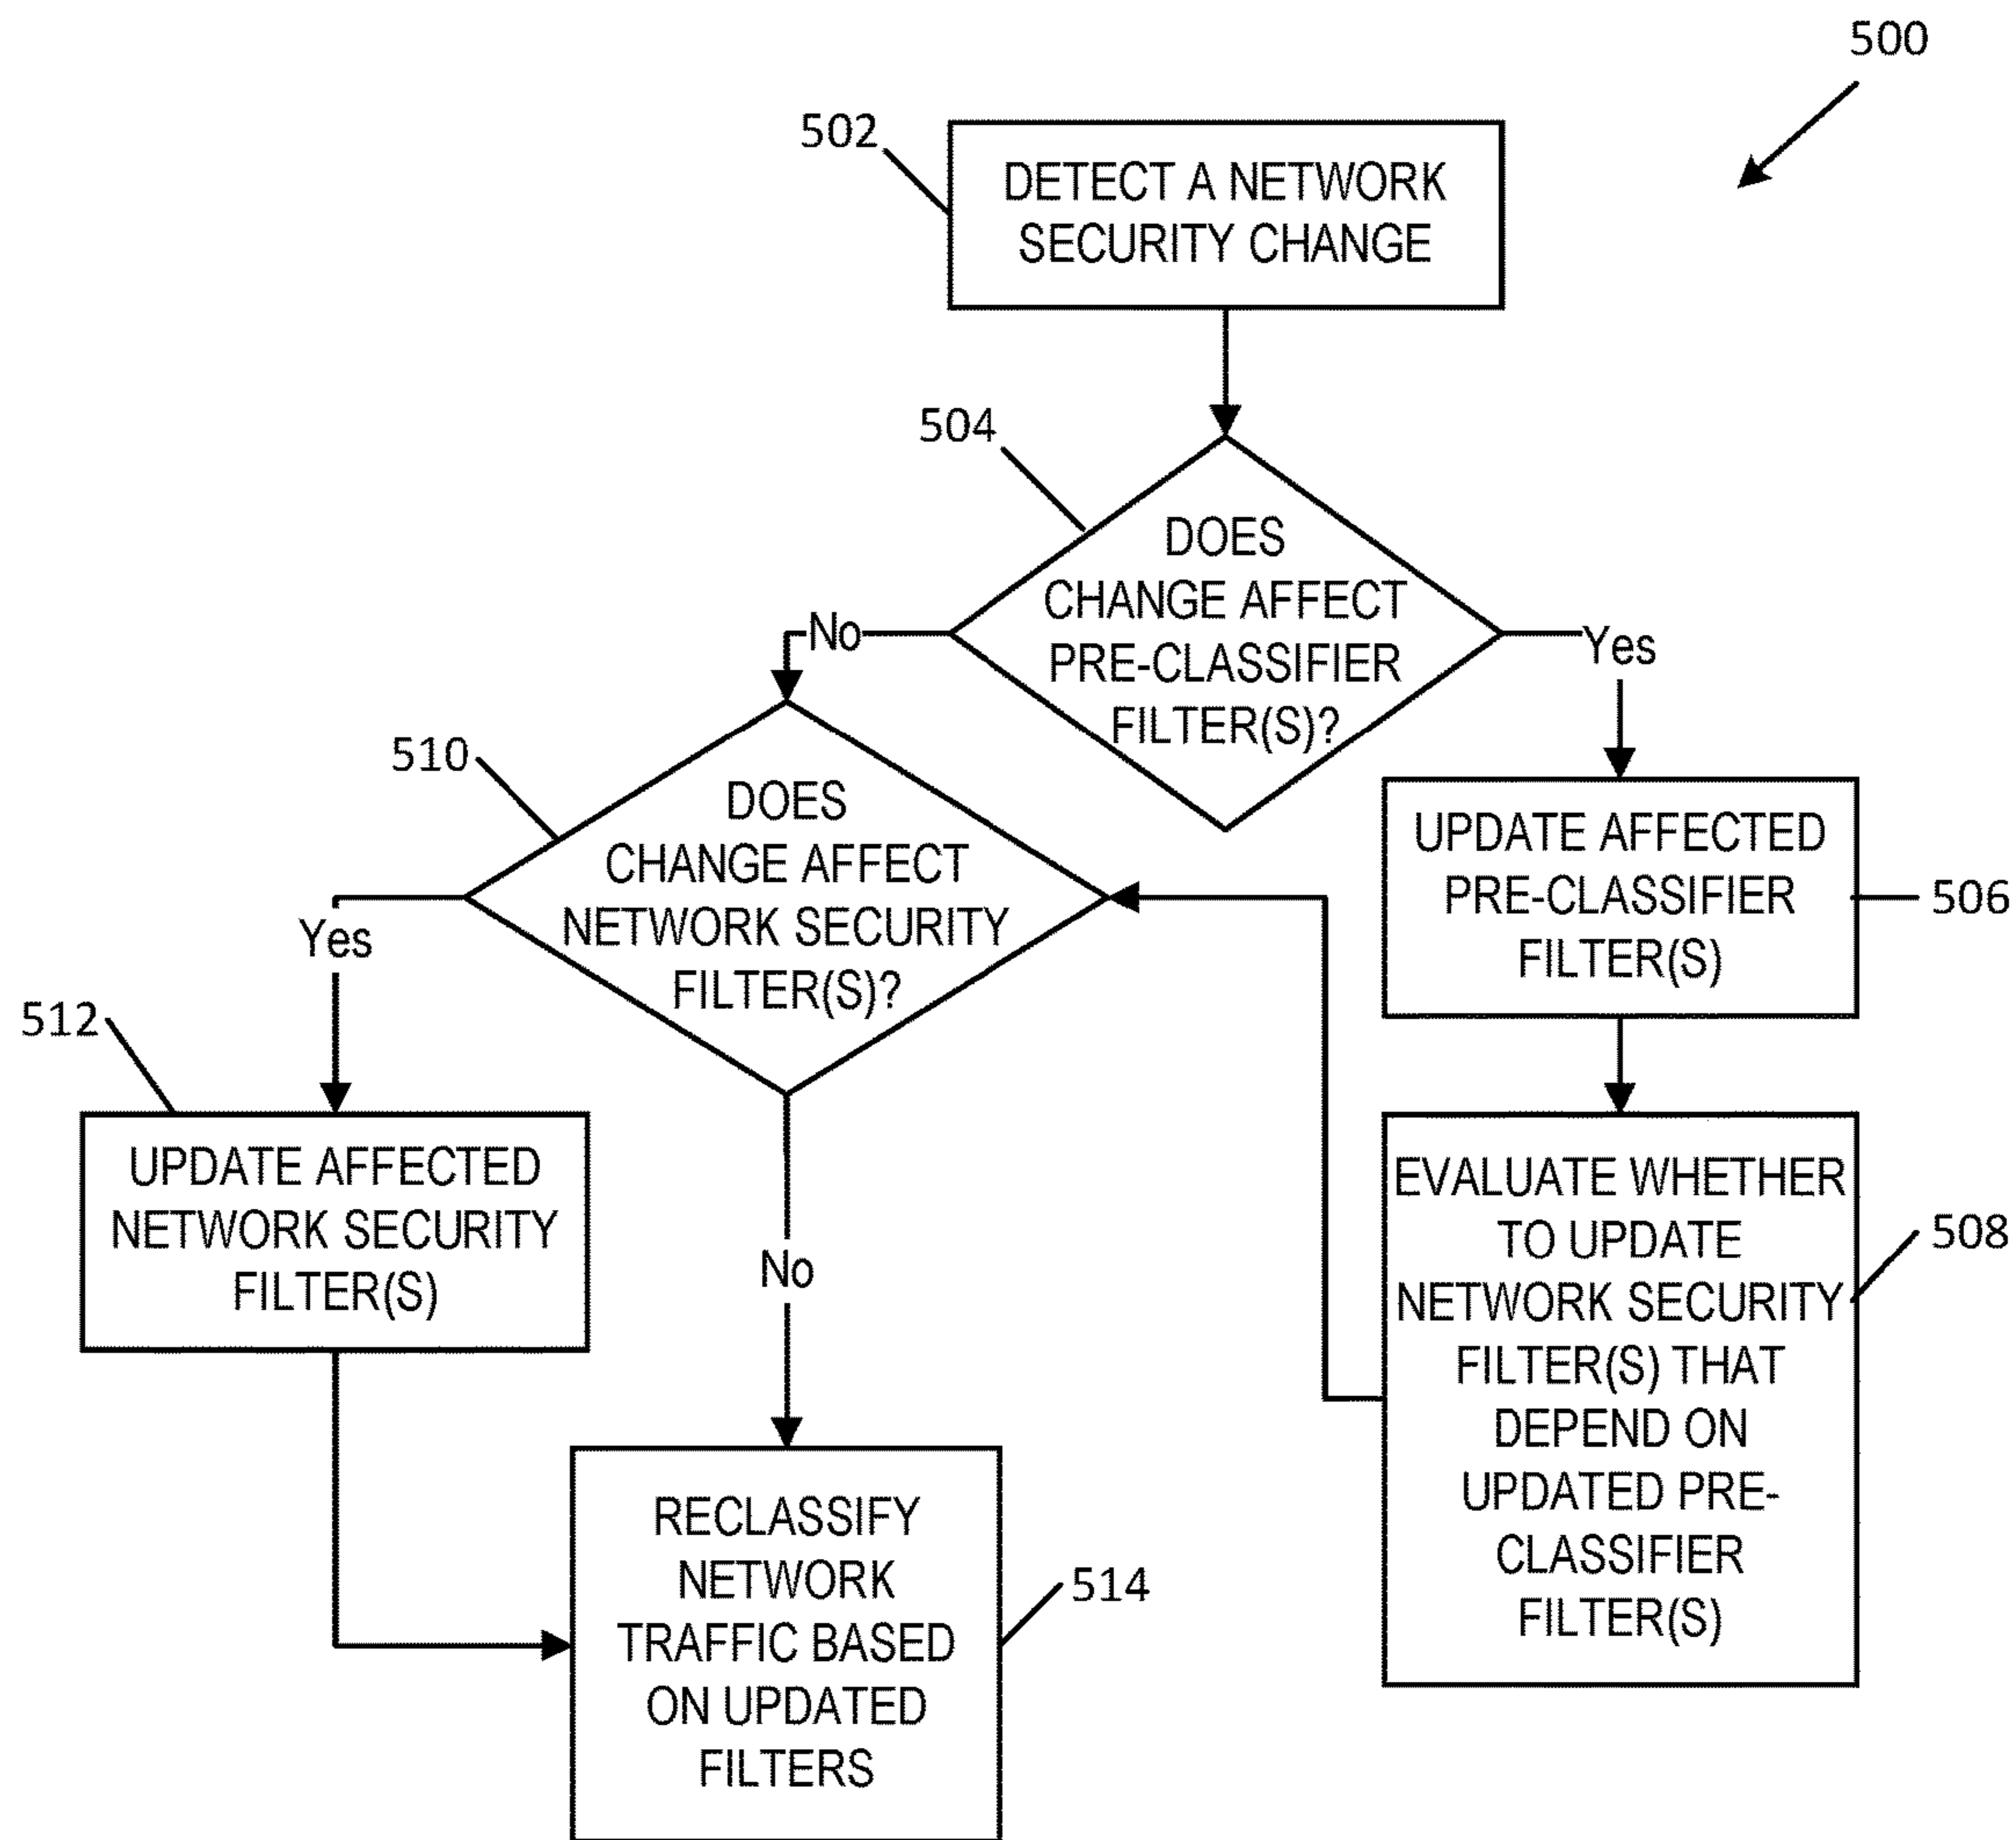 500
502
DETECT A NETWORK
SECURITY CHANGE
504
DOES
CHANGE AFFECT
PRE-CLASSIFIER
FILTER(S)?
No
Yes
510
DOES
CHANGE AFFECT
NETWORK SECURITY
FILTER(S)?
UPDATE AFFECTED
PRE-CLASSIFIER
FILTER(S)
506
Yes
No
512
UPDATE AFFECTED
NETWORK SECURITY
FILTER(S)
EVALUATE WHETHER
TO UPDATE
NETWORK SECURITY
FILTER(S) THAT
DEPEND ON
UPDATED PRE-
CLASSIFIER
FILTER(S)
508
RECLASSIFY
NETWORK
TRAFFIC BASED
ON UPDATED
FILTERS
514